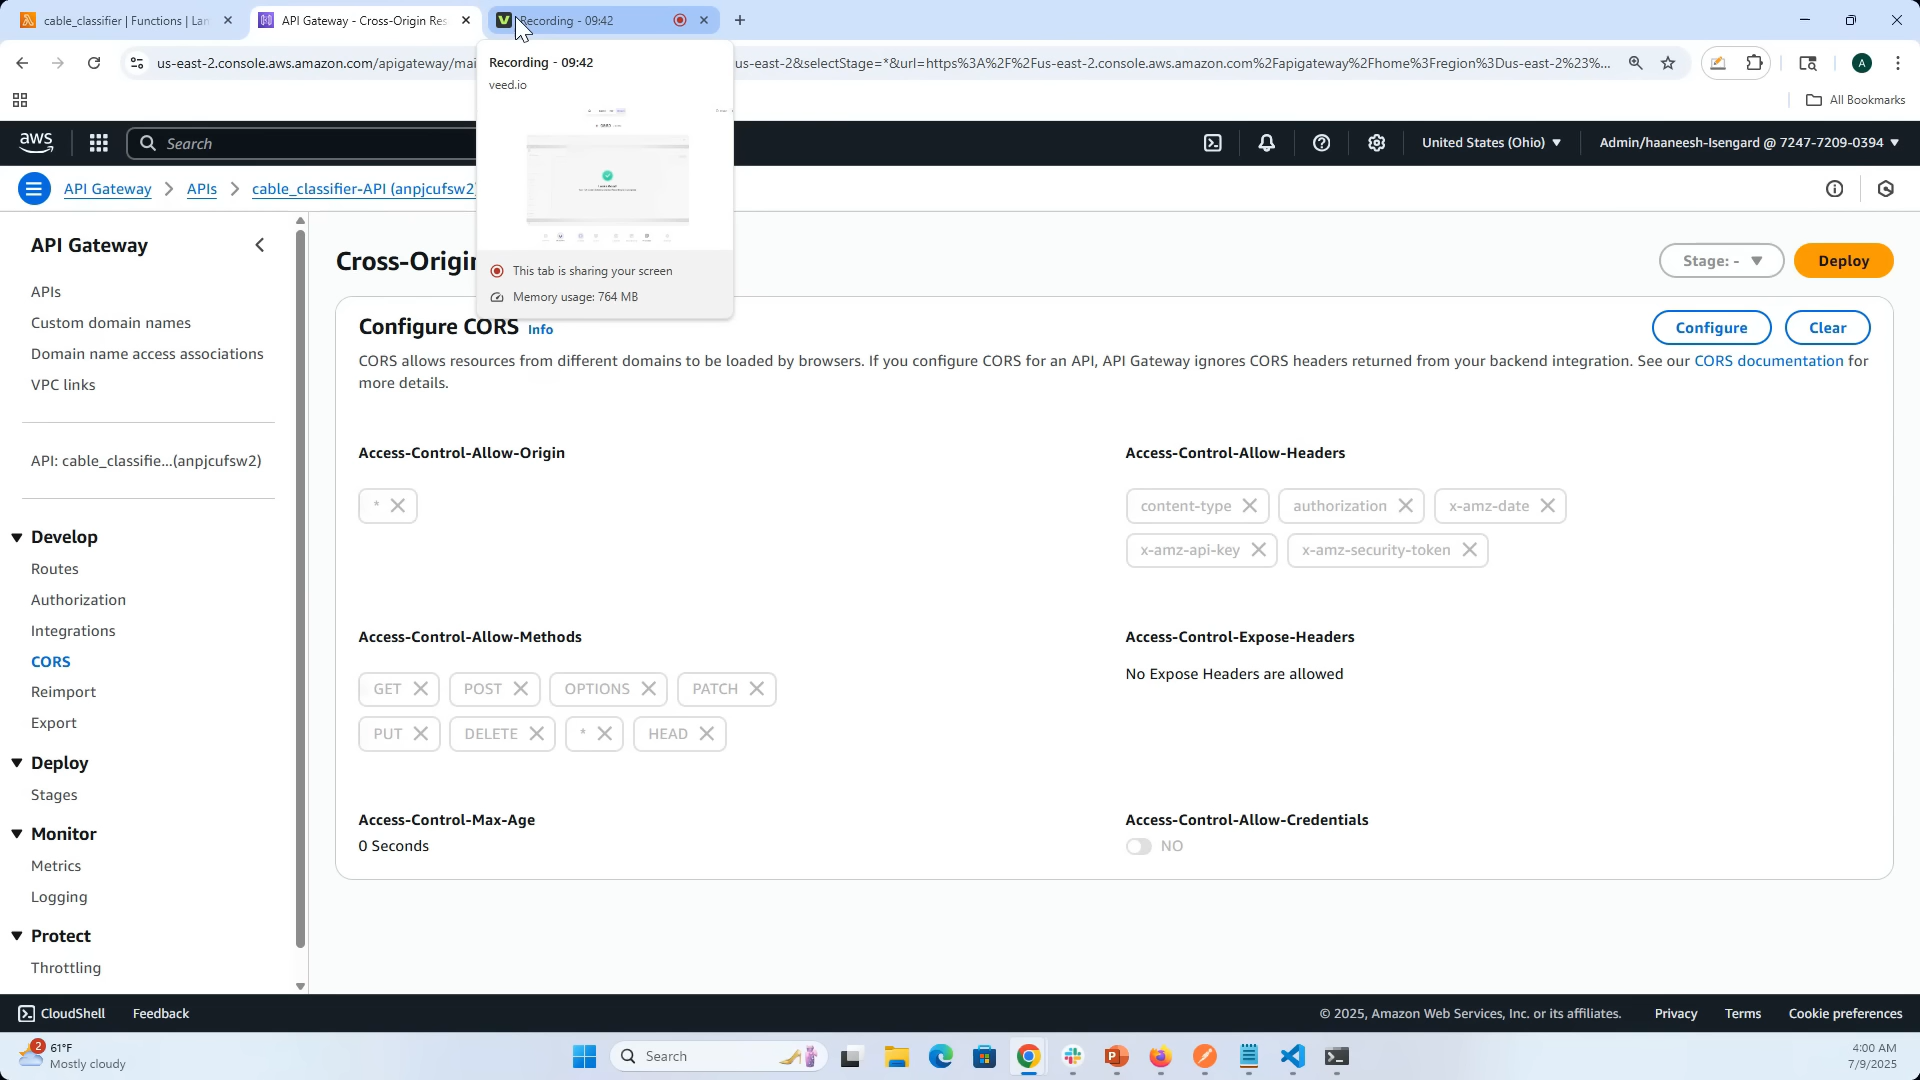 cable_classifier | Functions | Lam
API Gateway - Cross-Origin Res
Recording - 09:42
us-east-2.console.aws.amazon.com/apigateway/mai
us-east-2&selectStage=*&url=https%3A%2F%2Fus-east-2.console.aws.amazon.com%2Fapigateway%2Fhome%3Fregion%3Dus-east-2%23%...
A
Recording - 09:42
veed.io
All Bookmarks
aws
Search
United States (Ohio)
Admin/haaneesh-Isengard @ 7247-7209-0394
API Gateway
APIs
cable_classifier-API (anpjcufsw2)
This tab is sharing your screen
Memory usage: 764 MB
API Gateway
APIs
Custom domain names
Domain name access associations
VPC links
API: cable_classifie...(anpjcufsw2)
Develop
Routes
Authorization
Integrations
CORS
Reimport
Export
Deploy
Stages
Monitor
Metrics
Logging
Protect
Throttling
Cross-Origin
Stage: -
Deploy
Configure CORS Info
Configure
Clear
CORS allows resources from different domains to be loaded by browsers. If you configure CORS for an API, API Gateway ignores CORS headers returned from your backend integration. See our CORS documentation for
more details.
Access-Control-Allow-Origin
*
Access-Control-Allow-Headers
content-type
authorization
x-amz-date
x-amz-api-key
x-amz-security-token
Access-Control-Allow-Methods
GET
POST
OPTIONS
PATCH
PUT
DELETE
*
HEAD
Access-Control-Expose-Headers
No Expose Headers are allowed
Access-Control-Max-Age
0 Seconds
Access-Control-Allow-Credentials
NO
CloudShell
Feedback
© 2025, Amazon Web Services, Inc. or its affiliates.
Privacy
Terms
Cookie preferences
2
61°F
Mostly cloudy
Search
4:00 AM
7/9/2025